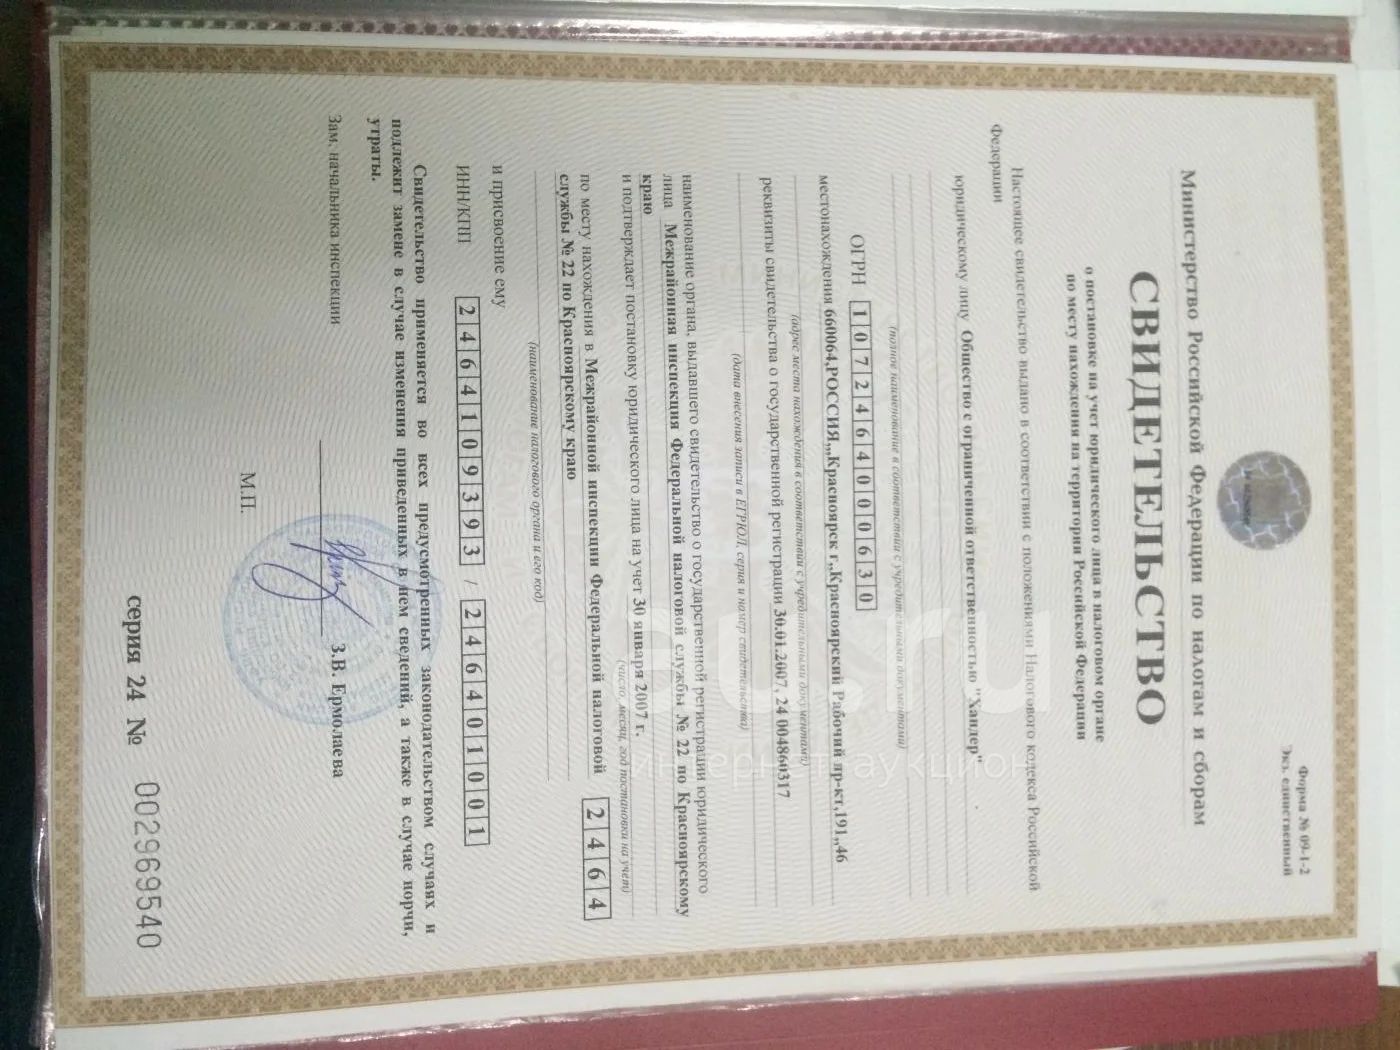 Форма № 09-1-2
Экз. единственный
Министерство Российской Федерации по налогам и сборам
СВИДЕТЕЛЬСТВО
о постановке на учет юридического лица в налоговом органе
по месту нахождения на территории Российской Федерации
Настоящее свидетельство выдано в соответствии с положениями Налогового кодекса Российской
Федерации
юридическому лицу Общество с ограниченной ответственностью "Хандер"
(полное наименование в соответствии с учредительными документами)
ОГРН 1072464000630
местонахождения 660064,РОССИЯ,,,Красноярск г,,Красноярский Рабочий пр-кт,191,,46
(адрес места нахождения в соответствии с учредительными документами)
реквизиты свидетельства о государственной регистрации 30.01.2007, 24 004860317
(дата внесения записи в ЕГРЮЛ, серия и номер свидетельства)
наименование органа, выдавшего свидетельство о государственной регистрации юридического
лица Межрайонная инспекция Федеральной налоговой службы № 22 по Красноярскому
краю
и подтверждает постановку юридического лица на учет 30 января 2007 г.
(число, месяц, год постановки на учет)
по месту нахождения в Межрайонной инспекции Федеральной налоговой 2464
службы № 22 по Красноярскому краю
(наименование налогового органа и его код)
и присвоение ему
ИНН/КПП 2464109393 / 246401001
Свидетельство применяется во всех предусмотренных законодательством случаях и
подлежит замене в случае изменения приведенных в нем сведений, а также в случае порчи,
утраты.
Зам. начальника инспекции З.В. Ермолаева
М.П.
серия 24 № 002969540
au.ru
интернет-аукцион